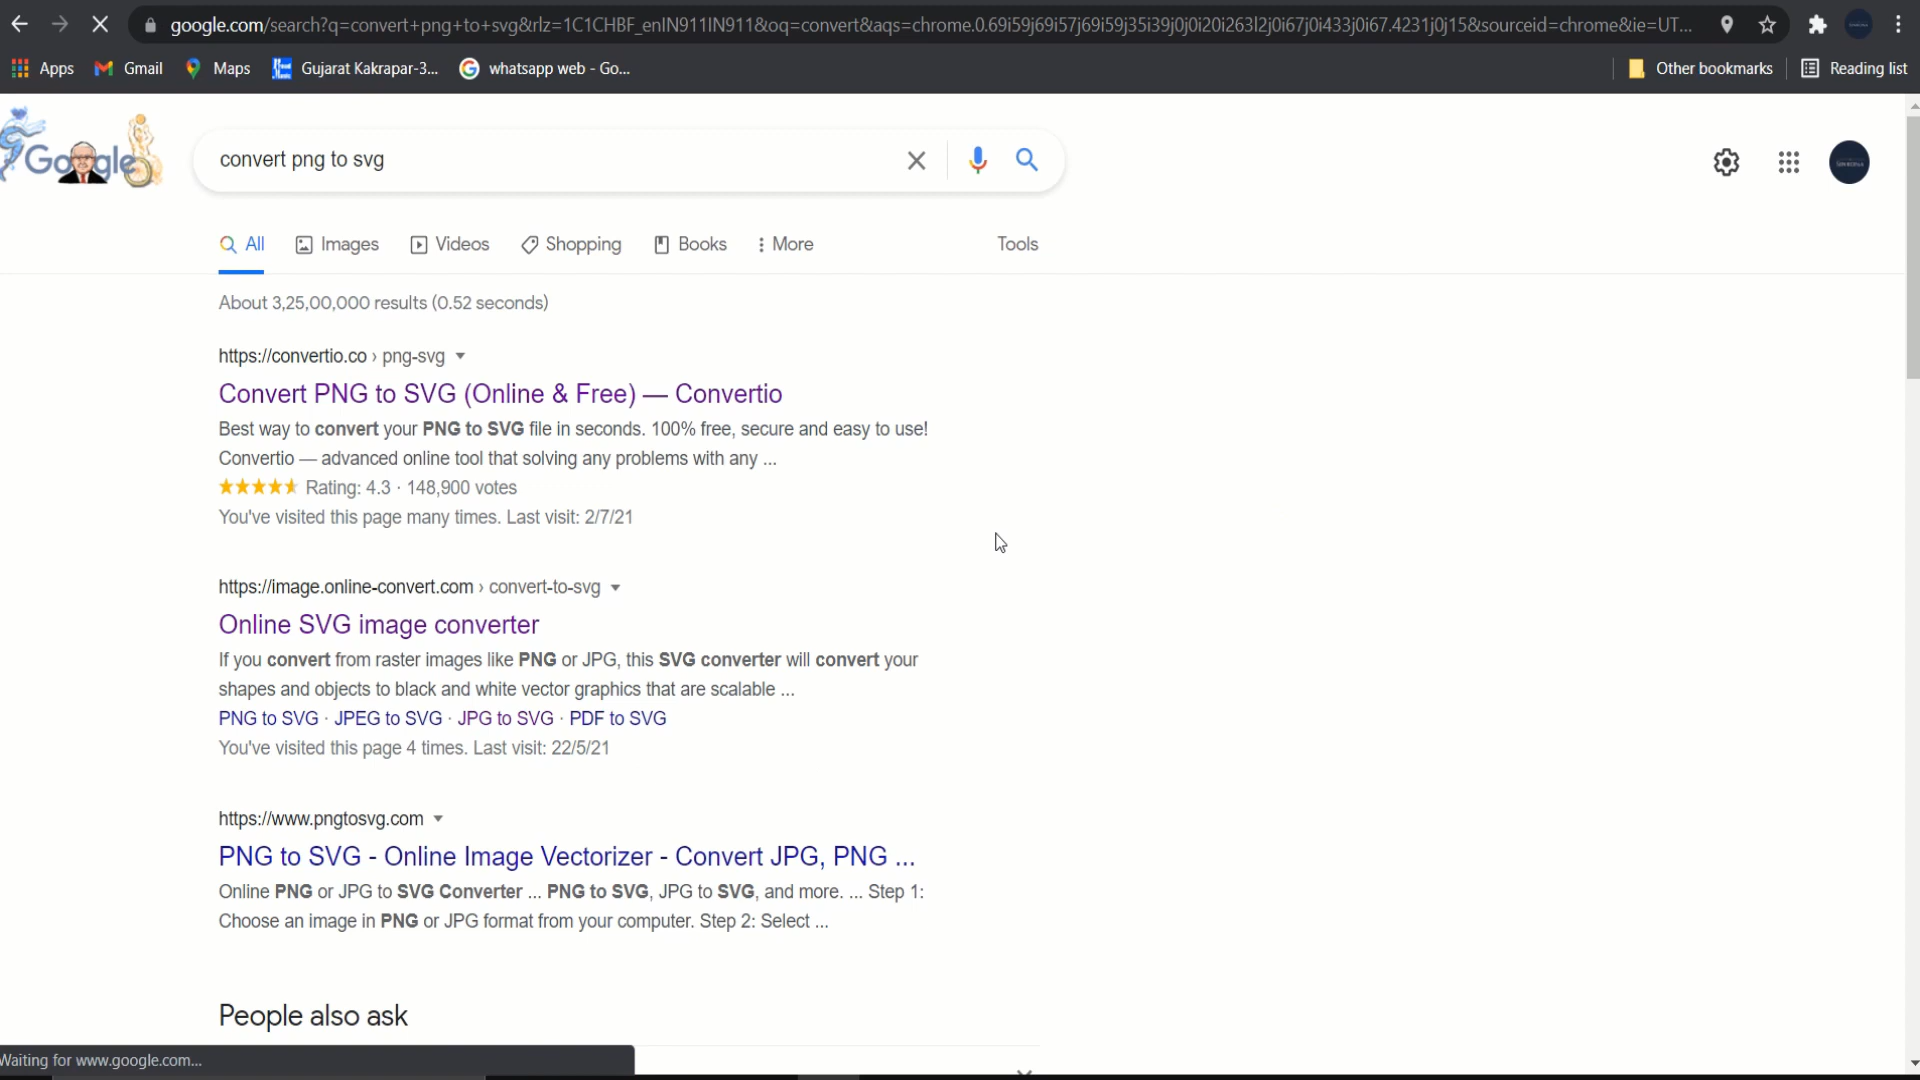 google.com/search?q=convert+png+to+svg&rlz=1C1CHBF_enIN911IN911&oq=convert&aqs=chrome.0.69i59j69i57j69i59j35i39j0j0i20i263l2j0i67j0i433j0i67.4231j0j15&sourceid=chrome&ie=UT...
Apps Gmail Maps Gujarat Kakrapar-3... whatsapp web - Go... Other bookmarks Reading list
Google
convert png to svg
All Images Videos Shopping Books More Tools
About 3,25,00,000 results (0.52 seconds)
https://convertio.co › png-svg
Convert PNG to SVG (Online & Free) — Convertio
Best way to convert your PNG to SVG file in seconds. 100% free, secure and easy to use!
Convertio — advanced online tool that solving any problems with any ...
Rating: 4.3 · 148,900 votes
You've visited this page many times. Last visit: 2/7/21
https://image.online-convert.com › convert-to-svg
Online SVG image converter
If you convert from raster images like PNG or JPG, this SVG converter will convert your
shapes and objects to black and white vector graphics that are scalable ...
PNG to SVG · JPEG to SVG · JPG to SVG · PDF to SVG
You've visited this page 4 times. Last visit: 22/5/21
https://www.pngtosvg.com
PNG to SVG - Online Image Vectorizer - Convert JPG, PNG ...
Online PNG or JPG to SVG Converter ... PNG to SVG, JPG to SVG, and more. ... Step 1:
Choose an image in PNG or JPG format from your computer. Step 2: Select ...
People also ask
Waiting for www.google.com...